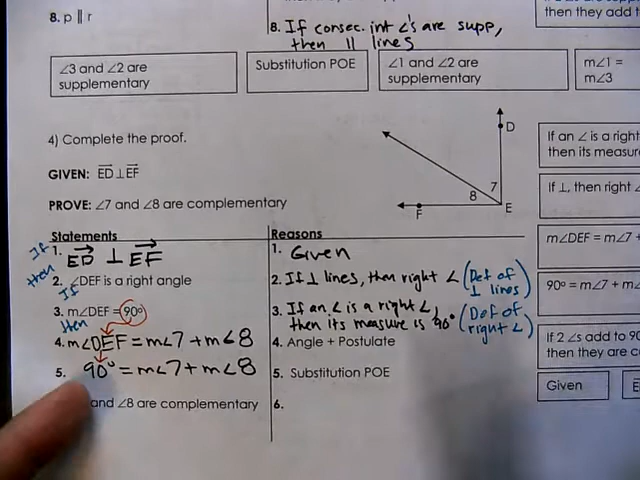 then they add t
8. p ∥ r
8. If consec. int ∠'s are supp,
then || lines
∠3 and ∠2 are
supplementary
Substitution POE
∠1 and ∠2 are
supplementary
m∠1 =
m∠3
4) Complete the proof.
GIVEN: ED ⊥ EF
PROVE: ∠7 and ∠8 are complementary
D
7
8
E
F
If an ∠ is a right
then its measure
If ⊥, then right ∠
m∠DEF = m∠7 +
90° = m∠7 + m∠
If 2 ∠s add to 90
then they are c
Given
Statements
Reasons
If
1. ED ⊥ EF
1. Given
then
2. ∠DEF is a right angle
2. If ⊥ lines, then right ∠ (Def of
⊥ lines)
If
3. m∠DEF = 90°
3. If an ∠ is a right ∠,
then its measure is 90° (Def of
right ∠)
then
4. m∠DEF = m∠7 + m∠8
4. Angle + Postulate
5. 90° = m∠7 + m∠8
5. Substitution POE
and ∠8 are complementary
6.